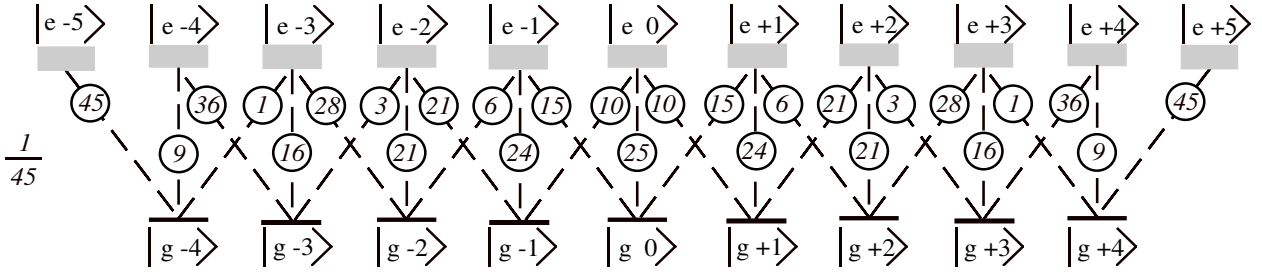 |e -5⟩ |e -4⟩ |e -3⟩ |e -2⟩ |e -1⟩ |e 0⟩ |e +1⟩ |e +2⟩ |e +3⟩ |e +4⟩ |e +5⟩
45 36 1 28 3 21 6 15 10 10 15 6 21 3 28 1 36 45
1
45
9 16 21 24 25 24 21 16 9
|g -4⟩ |g -3⟩ |g -2⟩ |g -1⟩ |g 0⟩ |g +1⟩ |g +2⟩ |g +3⟩ |g +4⟩